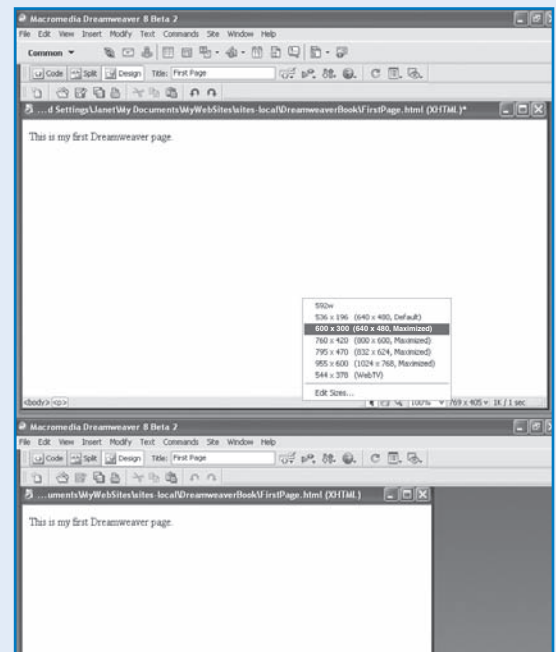 Macromedia Dreamweaver 8 Beta 2
File Edit View Insert Modify Text Commands Site Window Help
Common
Code Split Design Title: First Page
...d Settings\Janet\My Documents\MyWebSites\sites-local\DreamweaverBook\FirstPage.html (XHTML)*
This is my first Dreamweaver page.
592w
536 x 196 (640 x 480, Default)
600 x 300 (640 x 480, Maximized)
760 x 420 (800 x 600, Maximized)
795 x 470 (832 x 624, Maximized)
955 x 600 (1024 x 768, Maximized)
544 x 378 (WebTV)
Edit Sizes...
<body> <p> 100% 769 x 405 1K / 1 sec
Macromedia Dreamweaver 8 Beta 2
File Edit View Insert Modify Text Commands Site Window Help
Code Split Design Title: First Page
...uments\MyWebSites\sites-local\DreamweaverBook\FirstPage.html (XHTML)
This is my first Dreamweaver page.